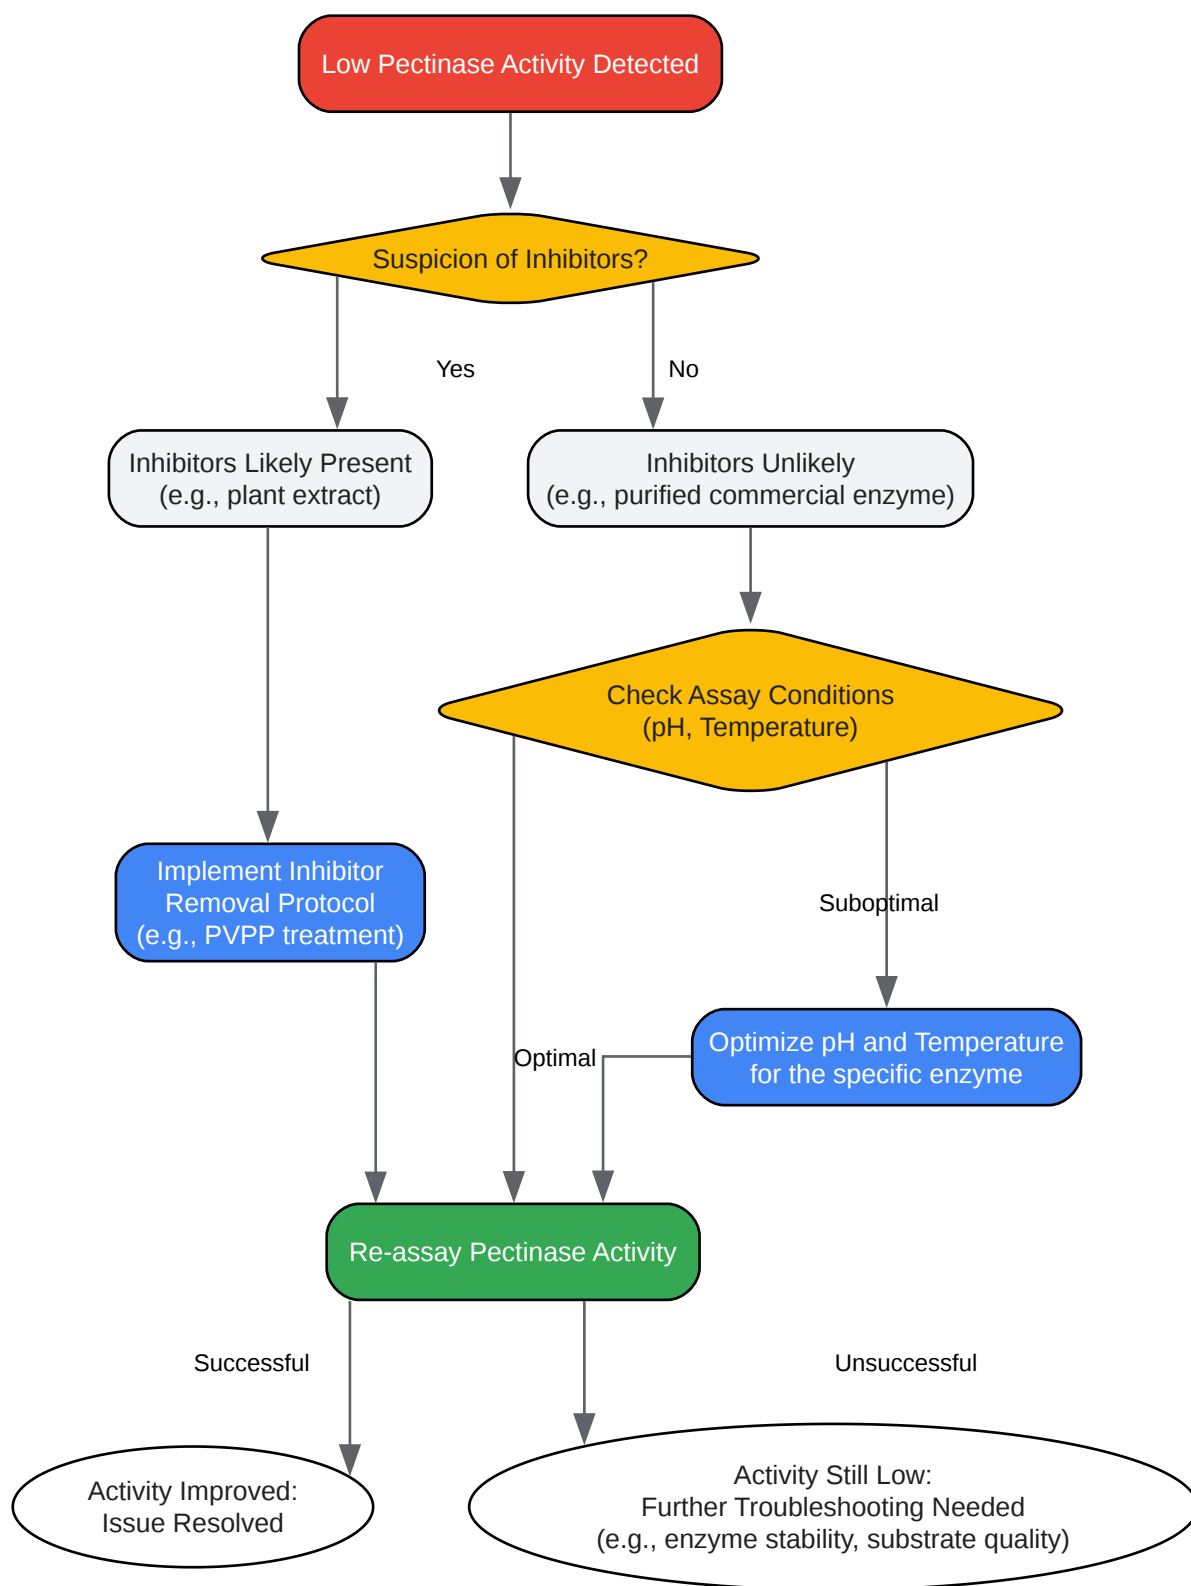 Low Pectinase Activity Detected
Suspicion of Inhibitors?
Yes
No
Inhibitors Likely Present
(e.g., plant extract)
Inhibitors Unlikely
(e.g., purified commercial enzyme)
Check Assay Conditions
(pH, Temperature)
Implement Inhibitor
Removal Protocol
(e.g., PVPP treatment)
Suboptimal
Optimal
Optimize pH and Temperature
for the specific enzyme
Re-assay Pectinase Activity
Successful
Unsuccessful
Activity Improved:
Issue Resolved
Activity Still Low:
Further Troubleshooting Needed
(e.g., enzyme stability, substrate quality)